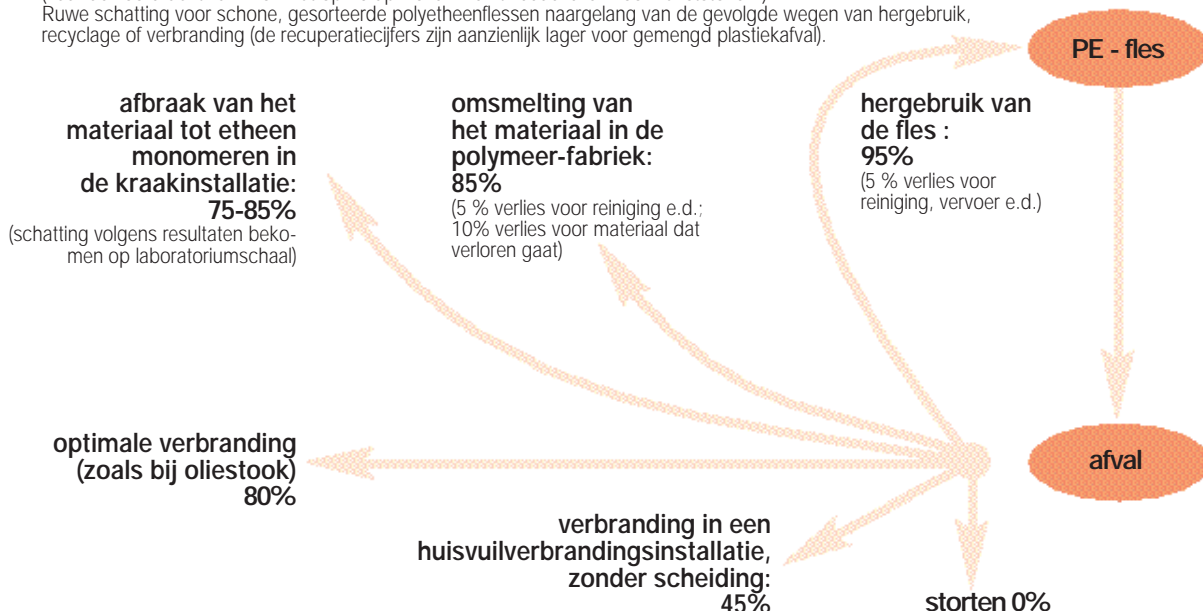 Ruwe schatting voor schone, gesorteerde polyetheenflessen naargelang van de gevolgde wegen van hergebruik,
recyclage of verbranding (de recuperatiecijfers zijn aanzienlijk lager voor gemengd plastiekafval).
PE - fles
afbraak van het
materiaal tot etheen
monomeren in
de kraakinstallatie:
75-85%
(schatting volgens resultaten beko-
men op laboratoriumschaal)
omsmelting van
het materiaal in de
polymeer-fabriek:
85%
(5 % verlies voor reiniging e.d.;
10% verlies voor materiaal dat
verloren gaat)
hergebruik van
de fles :
95%
(5 % verlies voor
reiniging, vervoer e.d.)
optimale verbranding
(zoals bij oliestook)
80%
afval
verbranding in een
huisvuilverbrandingsinstallatie,
zonder scheiding:
45%
storten 0%